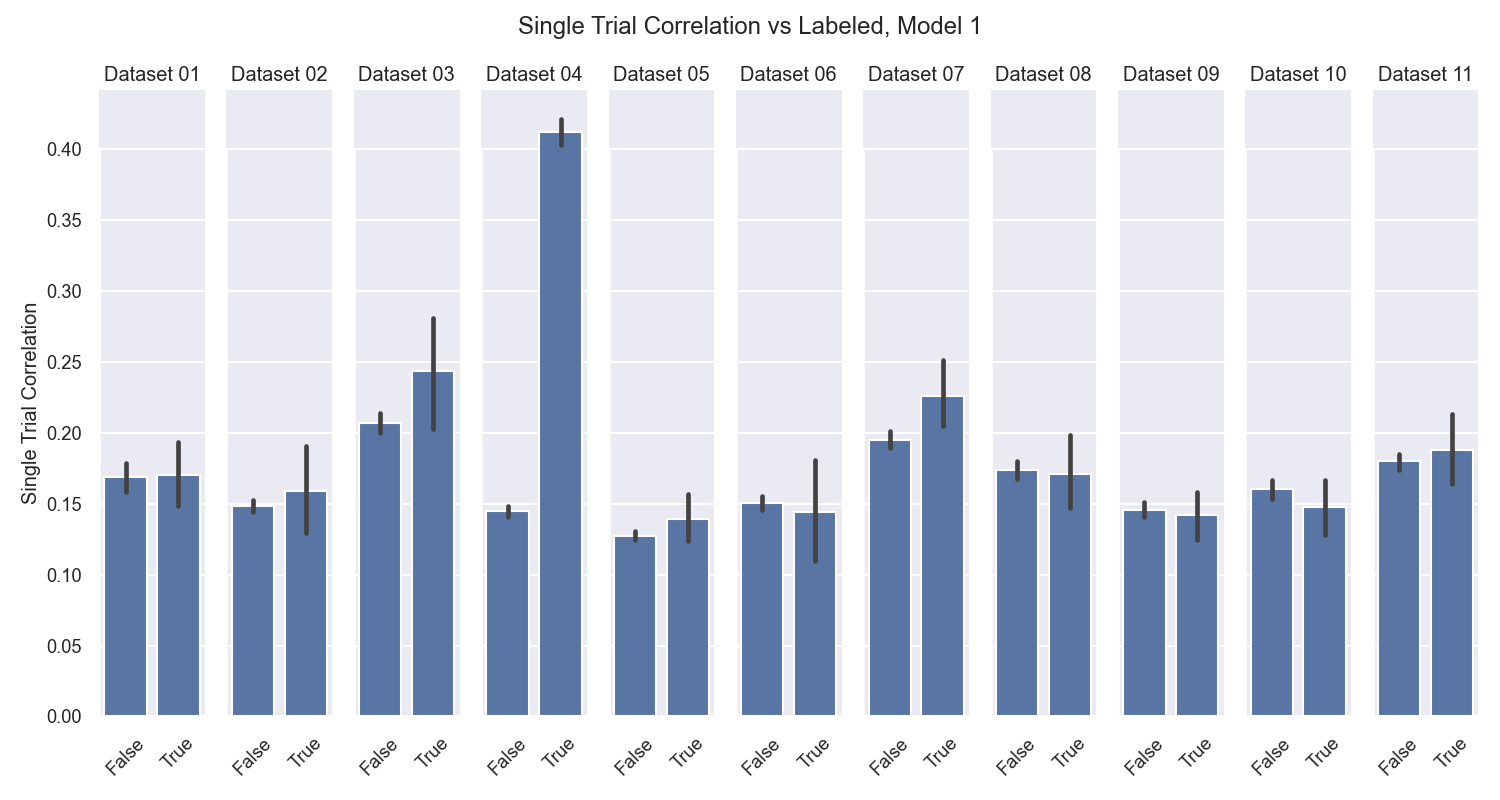 Single Trial Correlation vs Labeled, Model 1
Dataset 01 Dataset 02 Dataset 03 Dataset 04 Dataset 05 Dataset 06 Dataset 07 Dataset 08 Dataset 09 Dataset 10 Dataset 11
Single Trial Correlation
0.40
0.35
0.30
0.25
0.20
0.15
0.10
0.05
0.00
False True False True False True False True False True False True False True False True False True False True False True